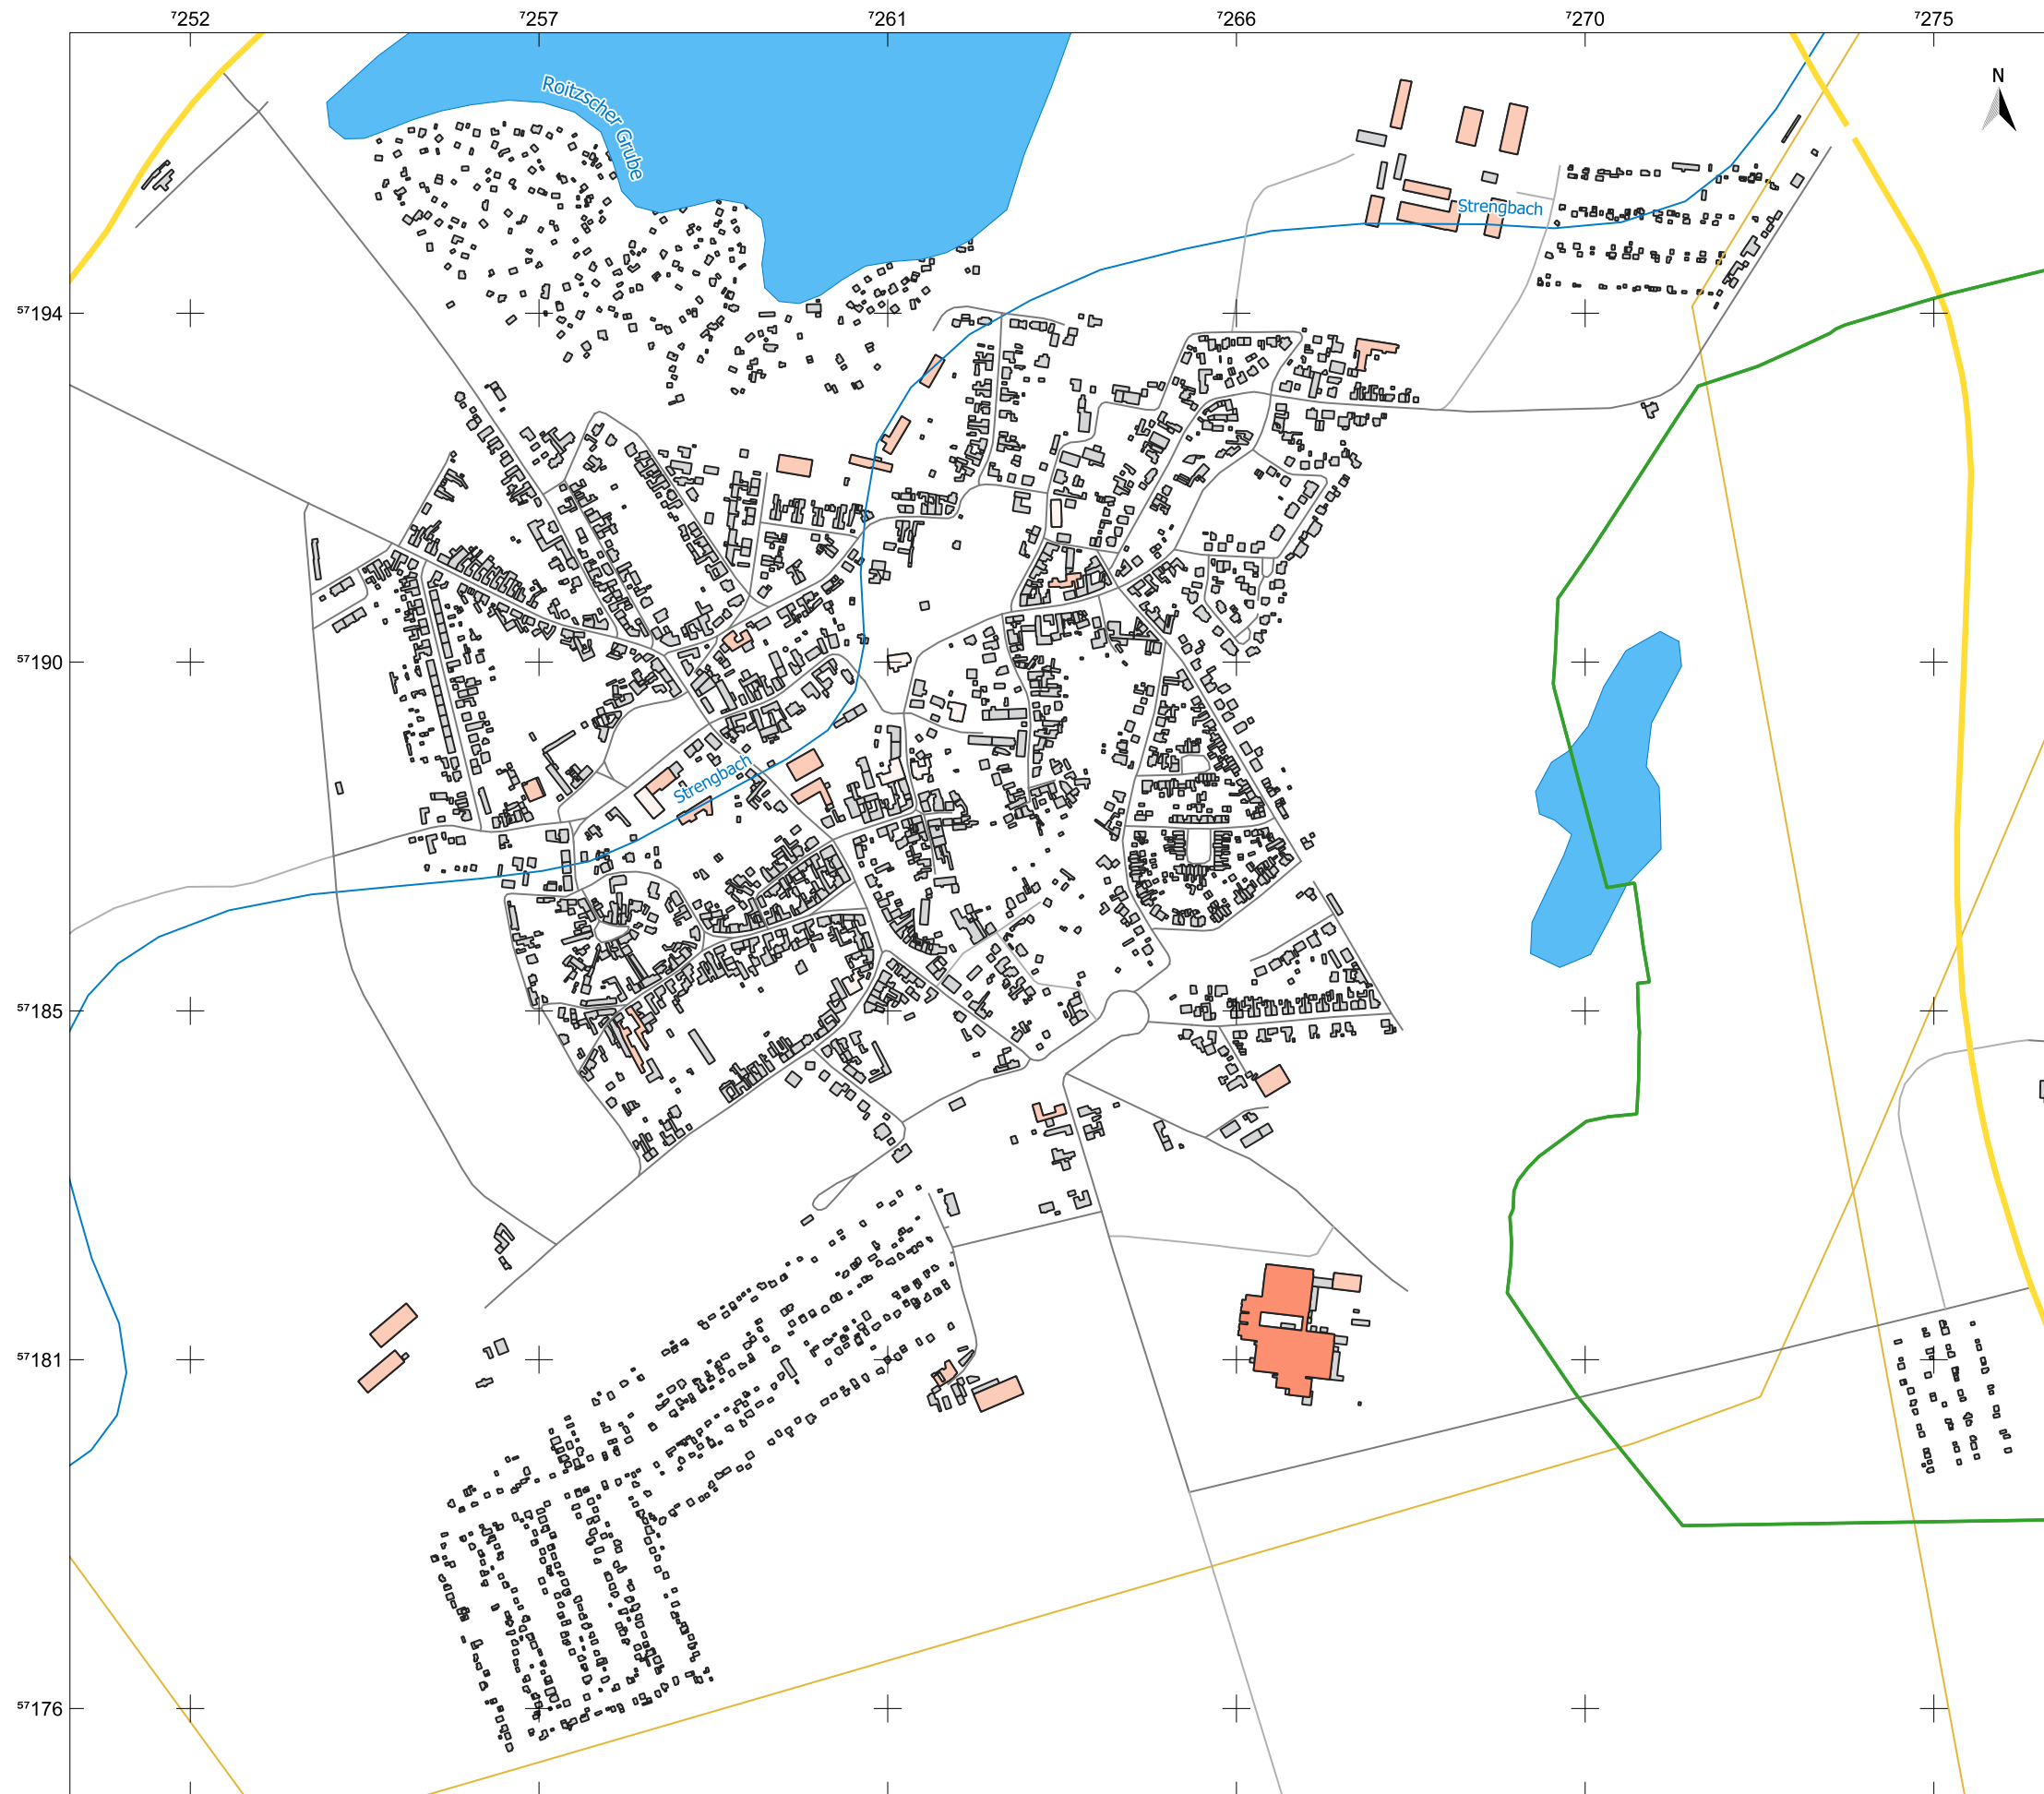 ⁷252 ⁷257 ⁷261 ⁷266 ⁷270 ⁷275
N
Roitzscher Grube
Strengbach
⁵⁷194
⁵⁷190
Strengbach
⁵⁷185
⁵⁷181
⁵⁷176